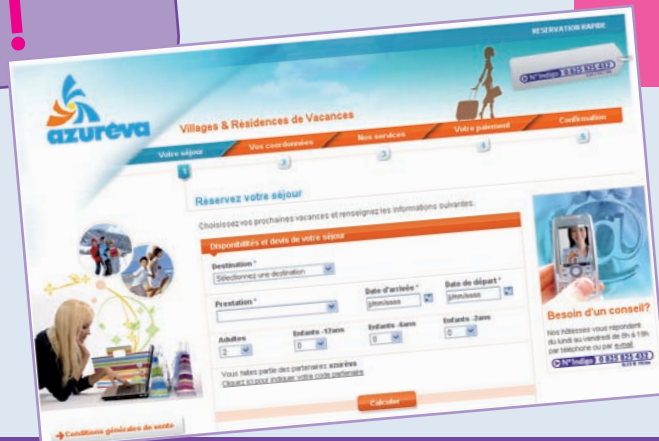 !
RESERVATION RAPIDE
N°Indigo 0 825 825 432
azuréva
Villages & Résidences de Vacances
Votre séjour
Vos coordonnées
Nos services
Votre paiement
Confirmation
1
2
3
4
5
Réservez votre séjour
Choisissez vos prochaines vacances et renseignez les informations suivantes.
Disponibilités et devis de votre séjour
Destination *
Sélectionnez une destination
Prestation *
Date d'arrivée *
Date de départ *
jj/mm/aaaa
jj/mm/aaaa
Adultes
Enfants -12ans
Enfants -6ans
Enfants -2ans
2
0
0
0
Vous faites partie des partenaires azuréva
Cliquez ici pour indiquer votre code partenaire
Calculer
Conditions générales de vente
Besoin d'un conseil?
Nos hôtesses vous répondent
du lundi au vendredi de 8h à 18h
par téléphone ou par e-mail.
N°Indigo 0 825 825 432